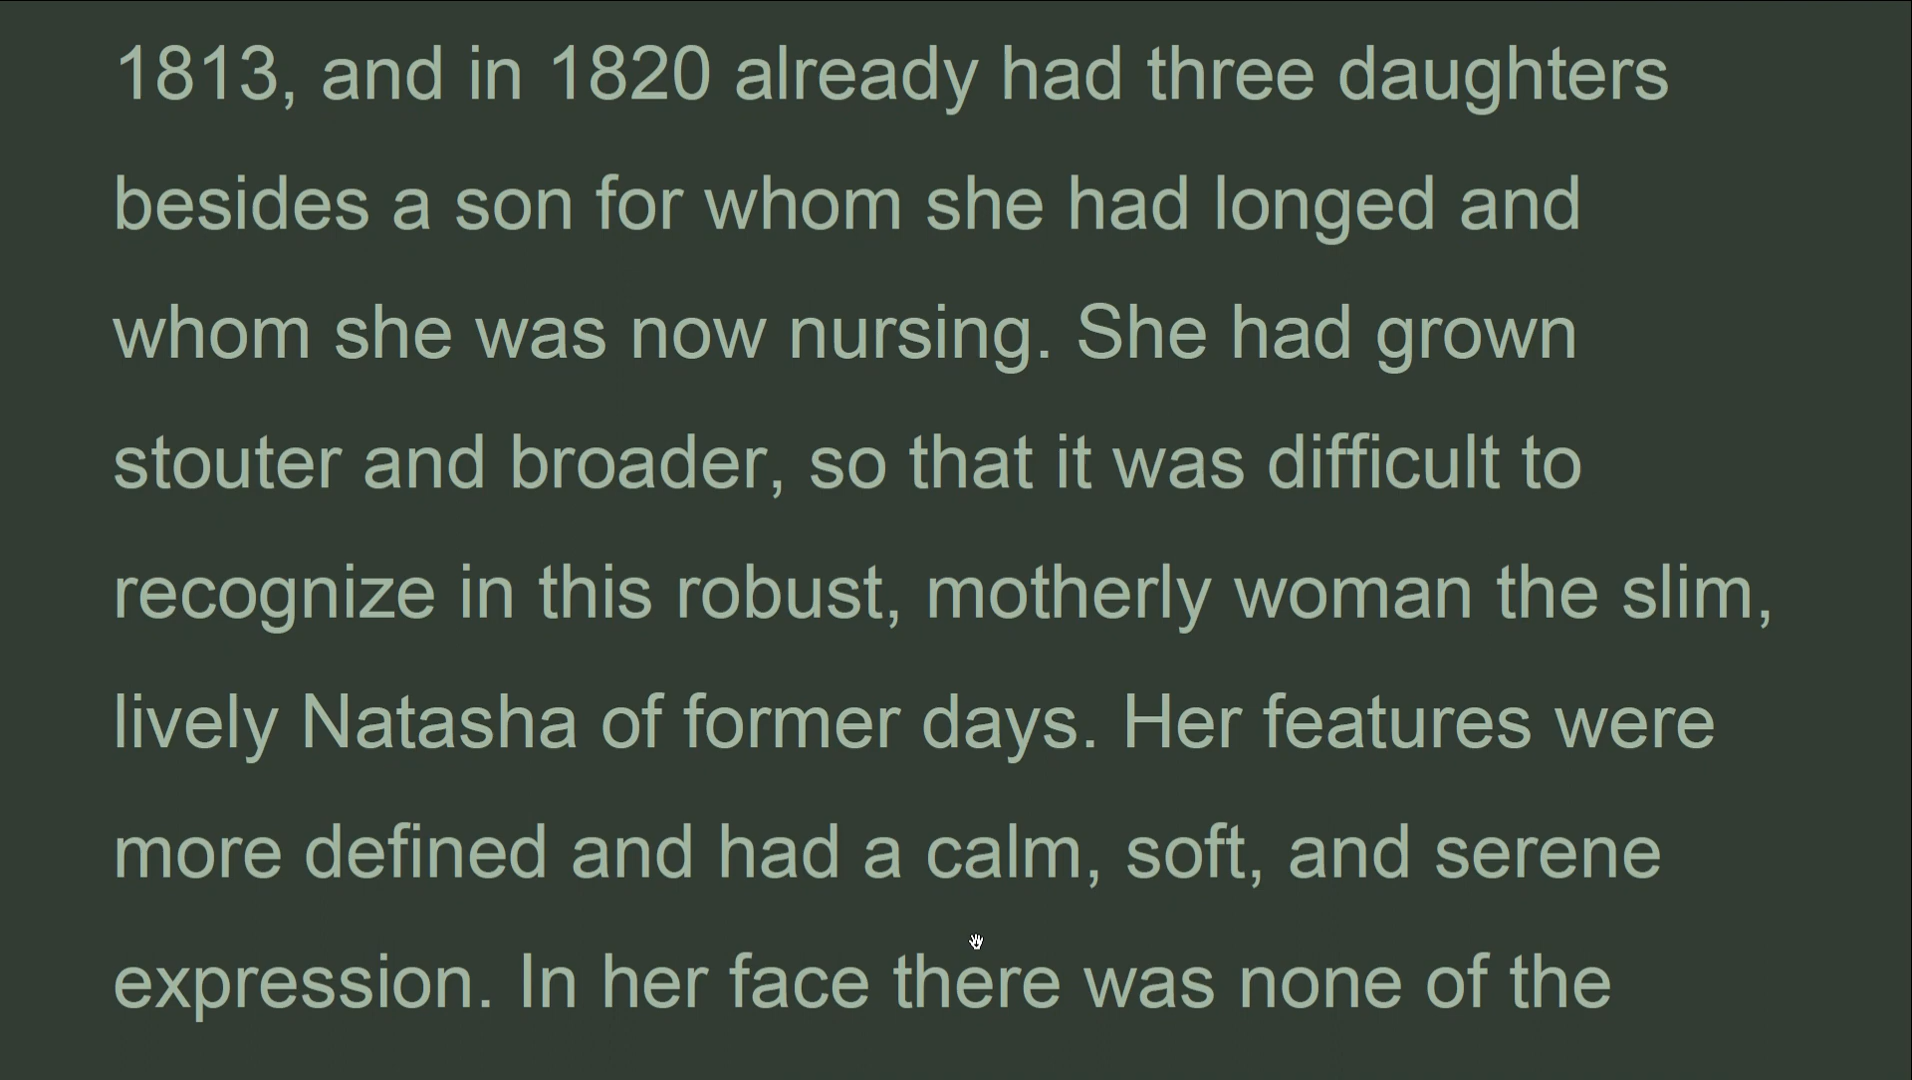 1813, and in 1820 already had three daughters
besides a son for whom she had longed and
whom she was now nursing. She had grown
stouter and broader, so that it was difficult to
recognize in this robust, motherly woman the slim,
lively Natasha of former days. Her features were
more defined and had a calm, soft, and serene
expression. In her face there was none of the